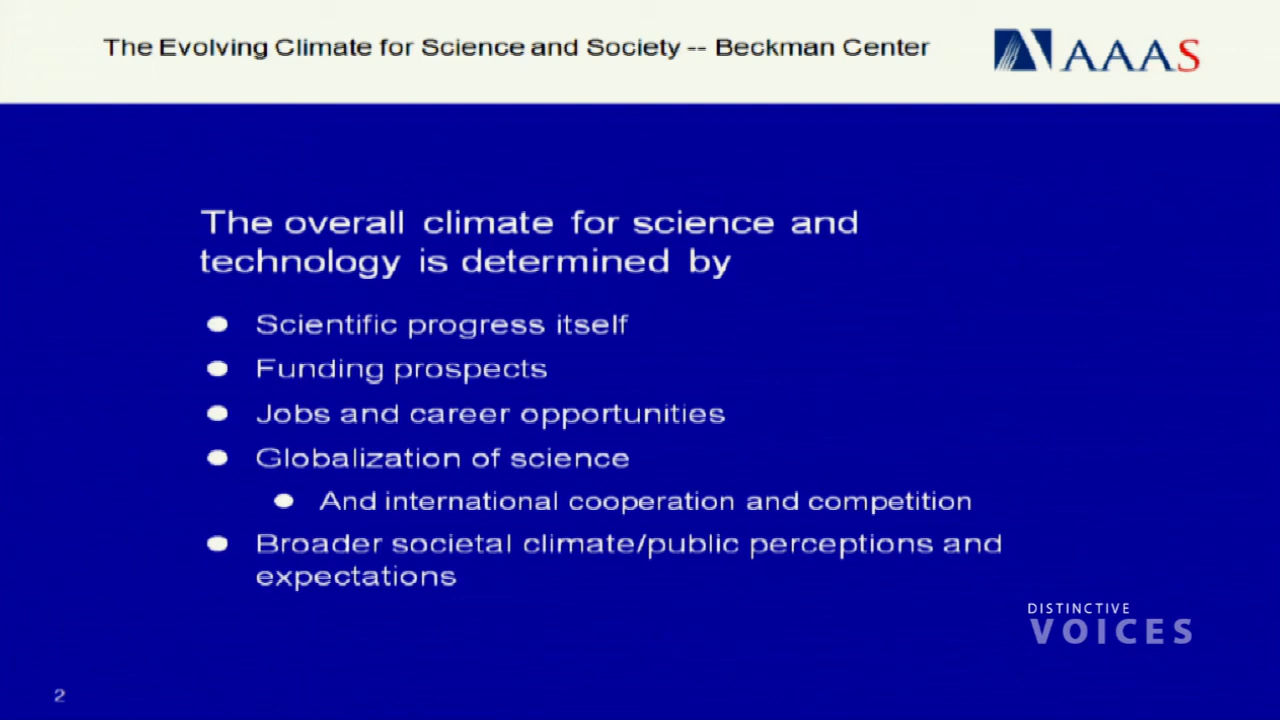 The Evolving Climate for Science and Society -- Beckman Center
AAAS
The overall climate for science and
technology is determined by
Scientific progress itself
Funding prospects
Jobs and career opportunities
Globalization of science
And international cooperation and competition
Broader societal climate/public perceptions and
expectations
DISTINCTIVE
VOICES
2